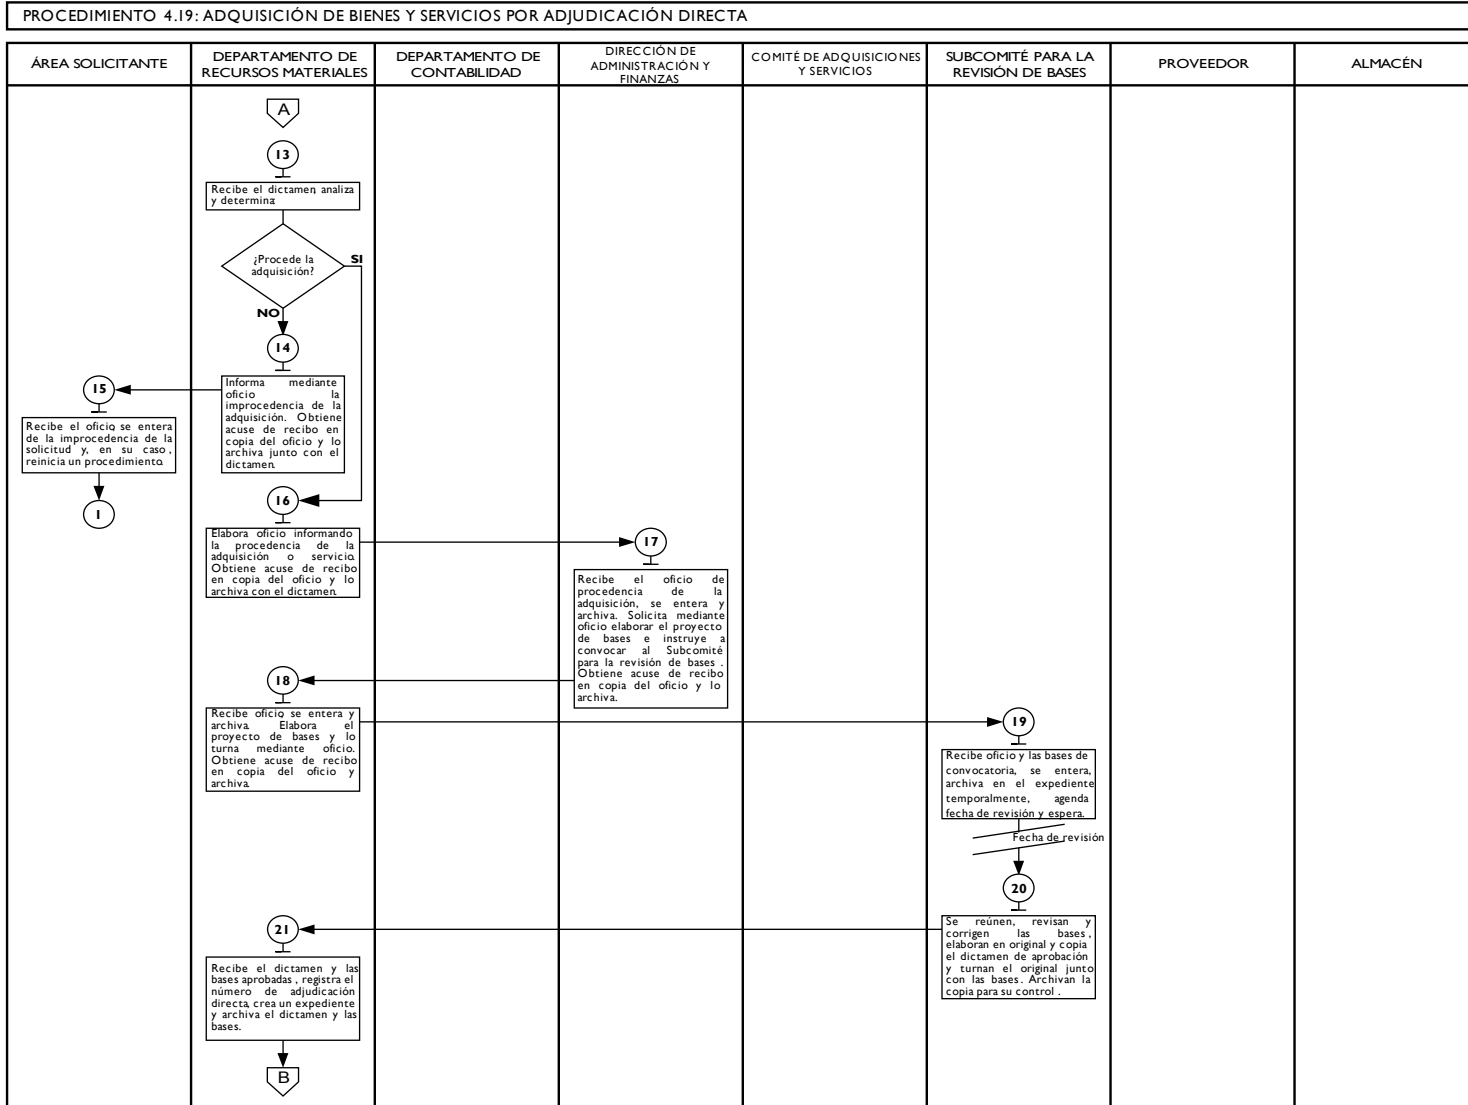 PROCEDIMIENTO 4.19: ADQUISICIÓN DE BIENES Y SERVICIOS POR ADJUDICACIÓN DIRECTA
ÁREA SOLICITANTE
DEPARTAMENTO DE
RECURSOS MATERIALES
DEPARTAMENTO DE
CONTABILIDAD
DIRECCIÓN DE
ADMINISTRACIÓN Y
FINANZAS
COMITÉ DE ADQUISICIONES
Y SERVICIOS
SUBCOMITÉ PARA LA
REVISIÓN DE BASES
PROVEEDOR
ALMACÉN
A
13
Recibe el dictamen, analiza
y determina:
¿Procede la
adquisición?
SI
NO
14
Informa mediante
oficio la
improcedencia de la
adquisición. Obtiene
acuse de recibo en
copia del oficio y lo
archiva junto con el
dictamen.
15
Recibe el oficio, se entera
de la improcedencia de la
solicitud y, en su caso,
reinicia un procedimiento.
1
16
Elabora oficio informando
la procedencia de la
adquisición o servicio.
Obtiene acuse de recibo
en copia del oficio y lo
archiva con el dictamen.
17
Recibe el oficio de
procedencia de la
adquisición, se entera y
archiva. Solicita mediante
oficio elaborar el proyecto
de bases e instruye a
convocar al Subcomité
para la revisión de bases.
Obtiene acuse de recibo
en copia del oficio y lo
archiva.
18
Recibe oficio, se entera y
archiva. Elabora el
proyecto de bases y lo
turna mediante oficio.
Obtiene acuse de recibo
en copia del oficio y
archiva.
19
Recibe oficio y las bases de
convocatoria, se entera,
archiva en el expediente
temporalmente, agenda
fecha de revisión y espera.
Fecha de revisión
20
Se reúnen, revisan y
corrigen las bases,
elaboran en original y copia
el dictamen de aprobación
y turnan el original junto
con las bases. Archivan la
copia para su control.
21
Recibe el dictamen y las
bases aprobadas, registra el
número de adjudicación
directa, crea un expediente
y archiva el dictamen y las
bases.
B